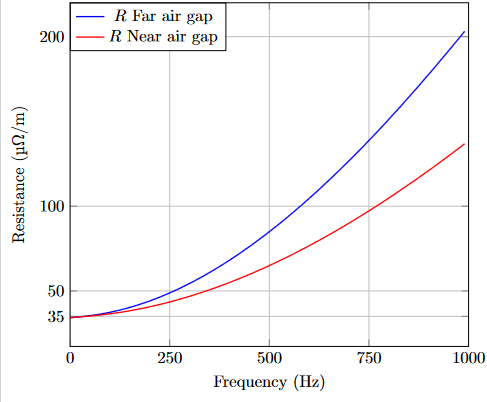 R Far air gap
R Near air gap
200
100
50
35
Resistance (µΩ/m)
0 250 500 750 1000
Frequency (Hz)